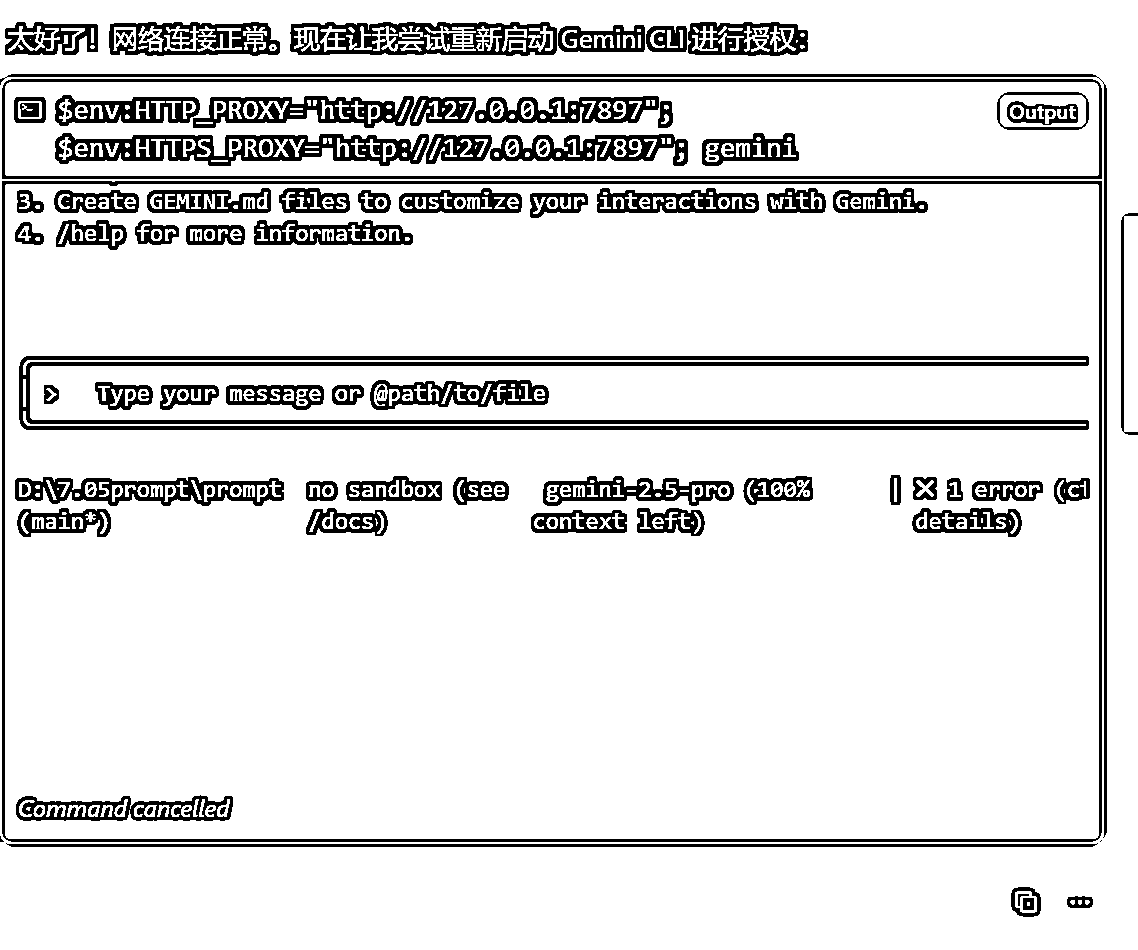 太好了！网络连接正常。现在让我尝试重新启动 Gemini CLI 进行授权:
$env:HTTP_PROXY="http://127.0.0.1:7897";
Output
$env:HTTPS_PROXY="http://127.0.0.1:7897"; gemini
3. Create GEMINI.md files to customize your interactions with Gemini.
4. /help for more information.
> Type your message or @path/to/file
D:\7.05prompt\prompt no sandbox (see gemini-2.5-pro (100% | ✕ 1 error (ct
(main*) /docs) context left) details)
Command cancelled